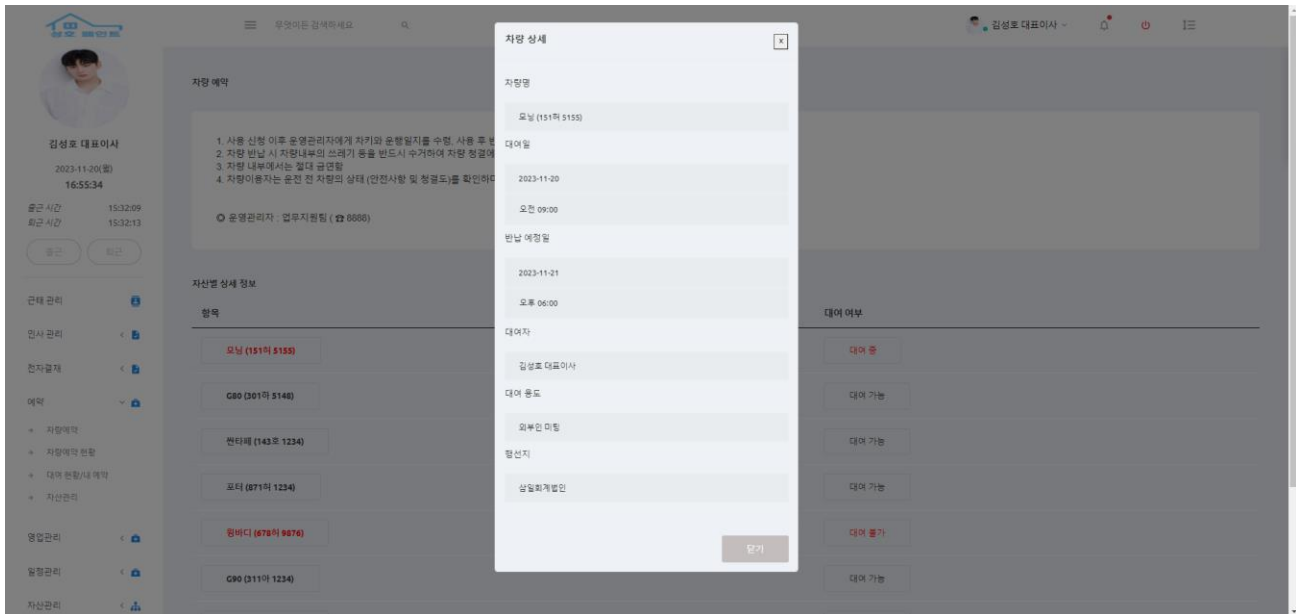 성호 페인트
무엇이든 검색하세요
김성호 대표이사
김성호 대표이사
2023-11-20(월)
16:55:34
출근 시간 15:32:09
퇴근 시간 15:32:13
출근 퇴근
근태 관리
인사 관리
전자결재
예약
차량예약
차량예약 현황
대여 현황/내 예약
자산관리
영업관리
일정관리
자산관리
차량 예약
1. 사용 신청 이후 운영관리자에게 차키와 운행일지를 수령, 사용 후 반
2. 차량 반납 시 차량내부의 쓰레기 등을 반드시 수거하여 차량 청결에
3. 차량 내부에서는 절대 금연함
4. 차량이용자는 운전 전 차량의 상태 (안전사항 및 청결도)를 확인하다
◎ 운영관리자 : 업무지원팀 ( ☎ 8888)
자산별 상세 정보
항목 대여 여부
모닝 (151허 5155) 대여 중
G80 (301하 5148) 대여 가능
싼타페 (143호 1234) 대여 가능
포터 (871허 1234) 대여 가능
윙바디 (678허 9876) 대여 불가
G90 (311아 1234) 대여 가능
차량 상세
x
차량명
모닝 (151허 5155)
대여일
2023-11-20
오전 09:00
반납 예정일
2023-11-21
오후 06:00
대여자
김성호 대표이사
대여 용도
외부인 미팅
행선지
삼일회계법인
닫기